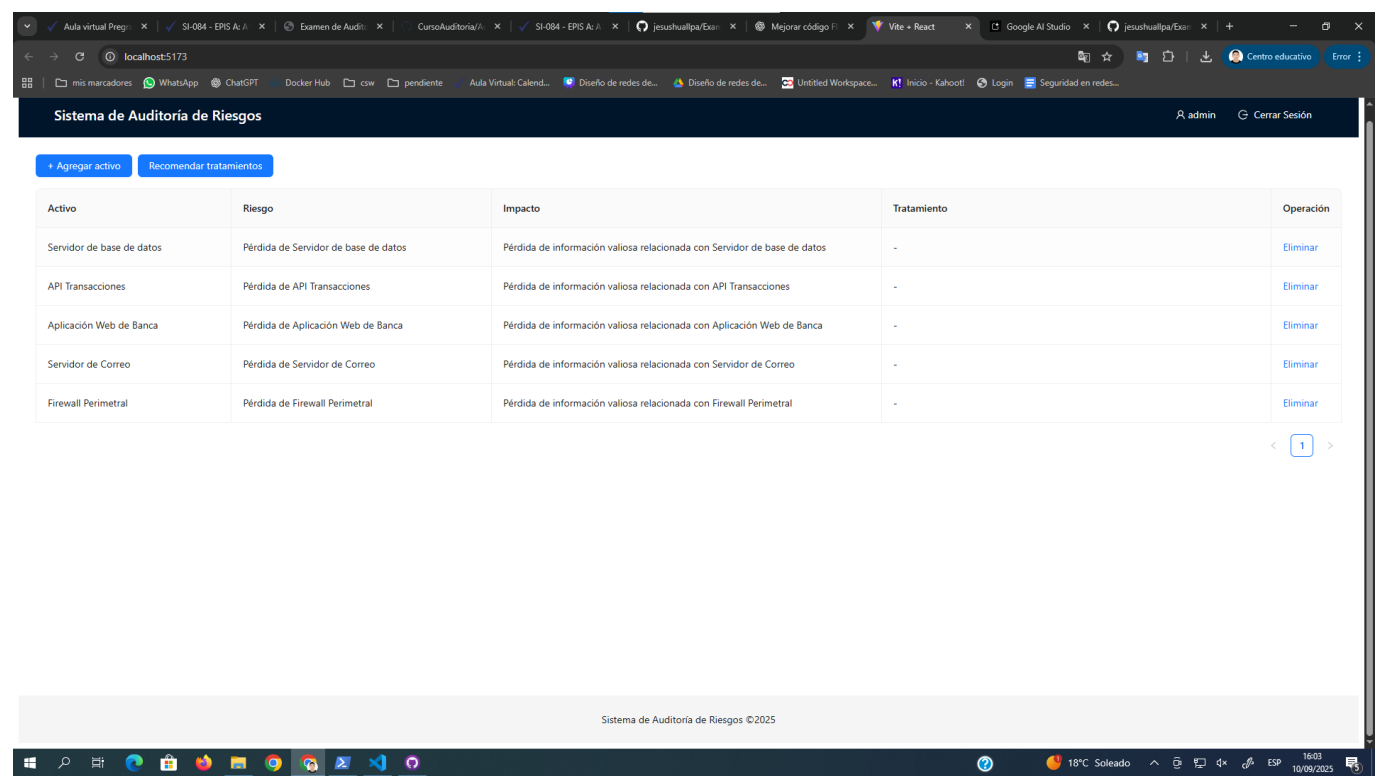 Aula virtual Pregr
SI-084 - EPIS A: A
Examen de Audito
CursoAuditoria/A
SI-084 - EPIS A: A
jesushuallpa/Exam
Mejorar código Fl
Vite + React
Google AI Studio
jesushuallpa/Exam
localhost:5173
Centro educativo
Error
mis marcadores
WhatsApp
ChatGPT
Docker Hub
csw
pendiente
Aula Virtual: Calend...
Diseño de redes de...
Diseño de redes de...
Untitled Workspace...
Inicio - Kahoot!
Login
Seguridad en redes...
Sistema de Auditoría de Riesgos
admin
Cerrar Sesión
+ Agregar activo
Recomendar tratamientos
Activo Riesgo Impacto Tratamiento Operación
Servidor de base de datos Pérdida de Servidor de base de datos Pérdida de información valiosa relacionada con Servidor de base de datos - Eliminar
API Transacciones Pérdida de API Transacciones Pérdida de información valiosa relacionada con API Transacciones - Eliminar
Aplicación Web de Banca Pérdida de Aplicación Web de Banca Pérdida de información valiosa relacionada con Aplicación Web de Banca - Eliminar
Servidor de Correo Pérdida de Servidor de Correo Pérdida de información valiosa relacionada con Servidor de Correo - Eliminar
Firewall Perimetral Pérdida de Firewall Perimetral Pérdida de información valiosa relacionada con Firewall Perimetral - Eliminar
1
Sistema de Auditoría de Riesgos ©2025
18°C Soleado
ESP
16:03
10/09/2025
5